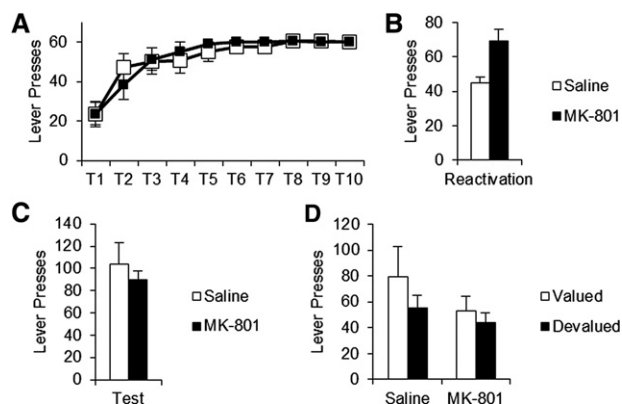 A
Lever Presses
60
40
20
0
T1 T2 T3 T4 T5 T6 T7 T8 T9 T10
B
Lever Presses
80
60
40
20
0
Reactivation
Saline
MK-801
C
Lever Presses
140
120
100
80
60
40
20
0
Test
Saline
MK-801
D
Lever Presses
120
100
80
60
40
20
0
Saline MK-801
Valued
Devalued